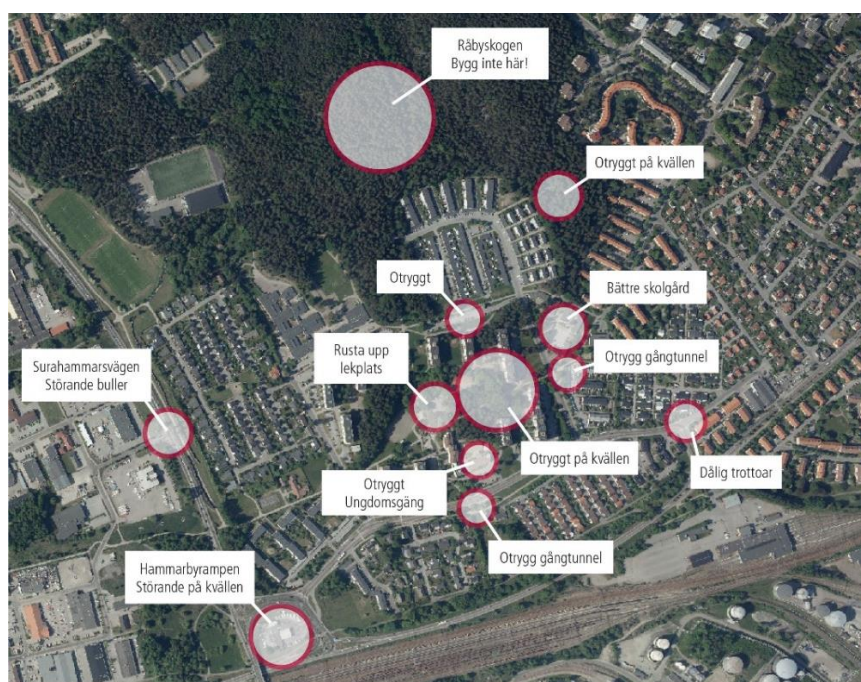 Råbyskogen
Bygg inte här!
Otryggt på kvällen
Otryggt
Bättre skolgård
Rusta upp
lekplats
Otrygg gångtunnel
Surahammarsvägen
Störande buller
Otryggt på kvällen
Dålig trottoar
Otryggt
Ungdomsgäng
Otrygg gångtunnel
Hammarbyrampen
Störande på kvällen